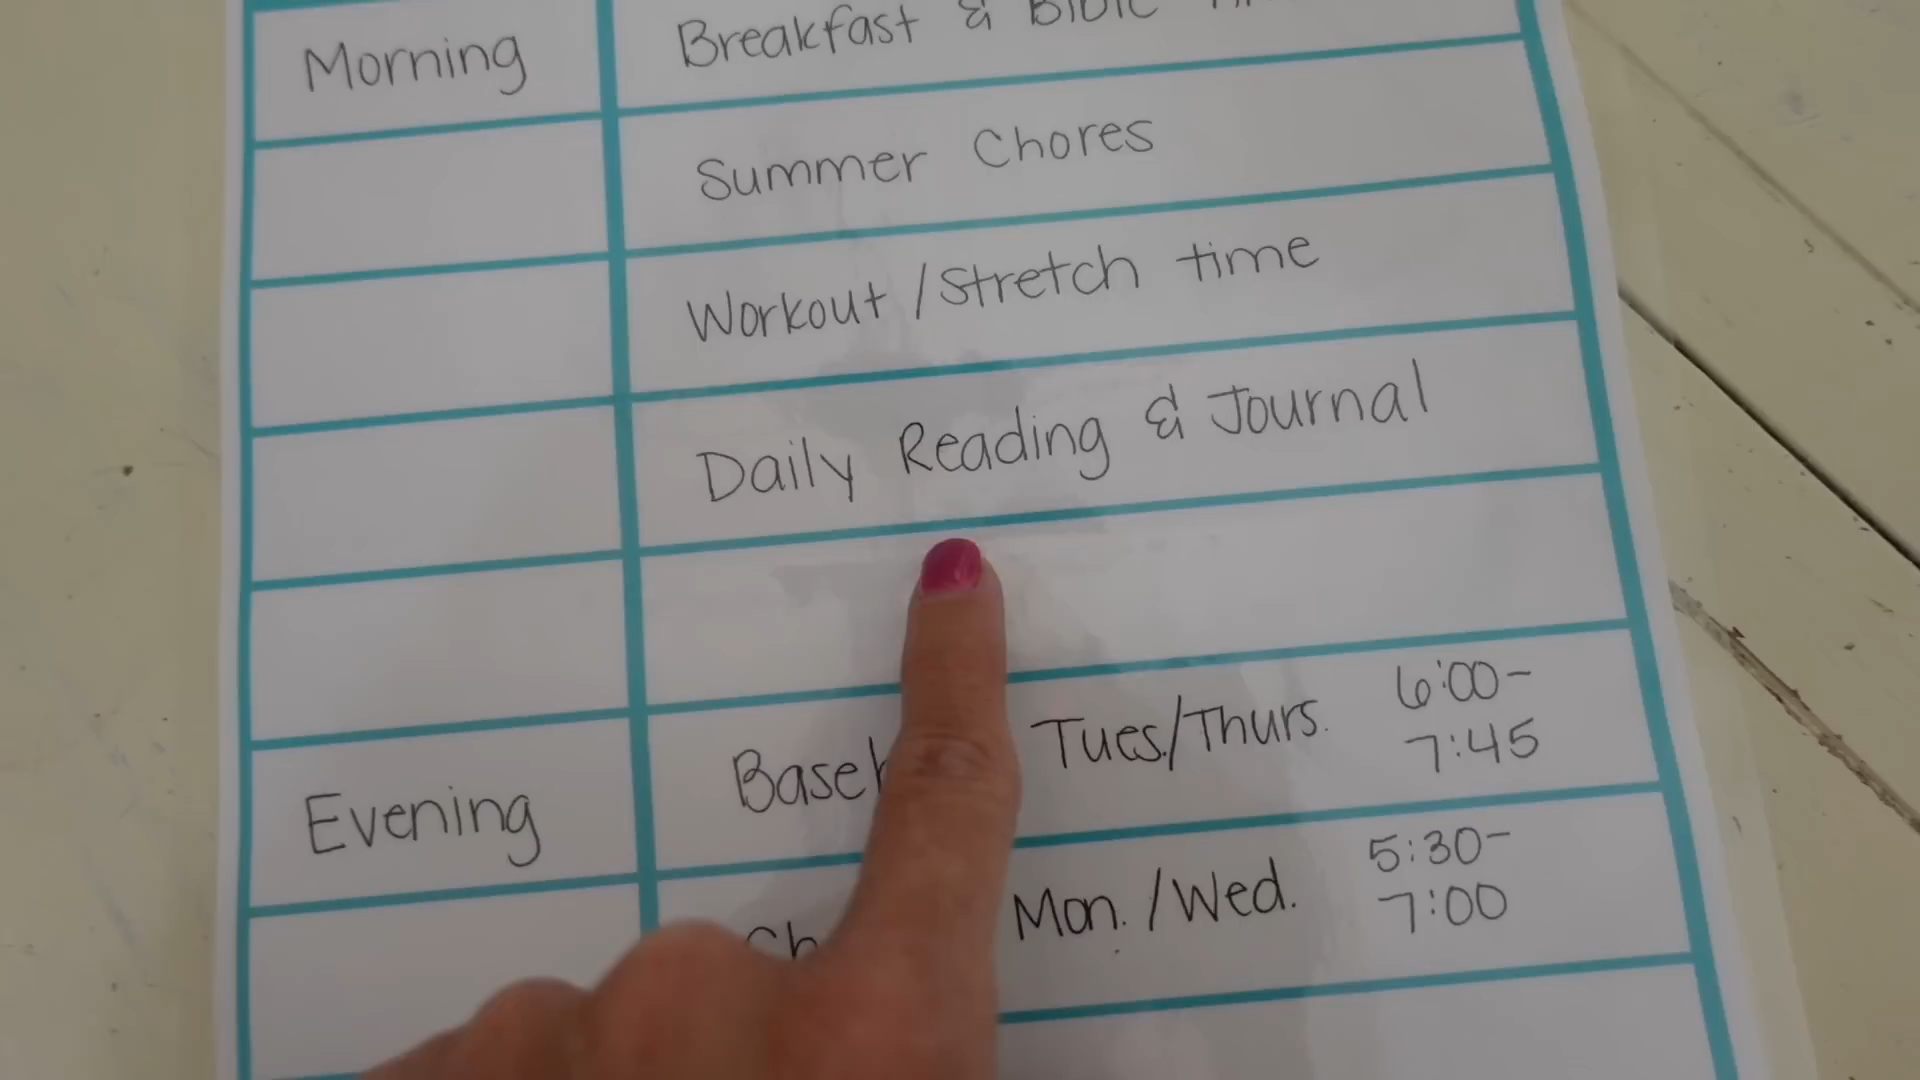 Morning Breakfast & Bible
Summer Chores
Workout/Stretch time
Daily Reading & Journal
Evening Tues./Thurs. 6:00-
7:45
Mon./Wed. 5:30-
7:00